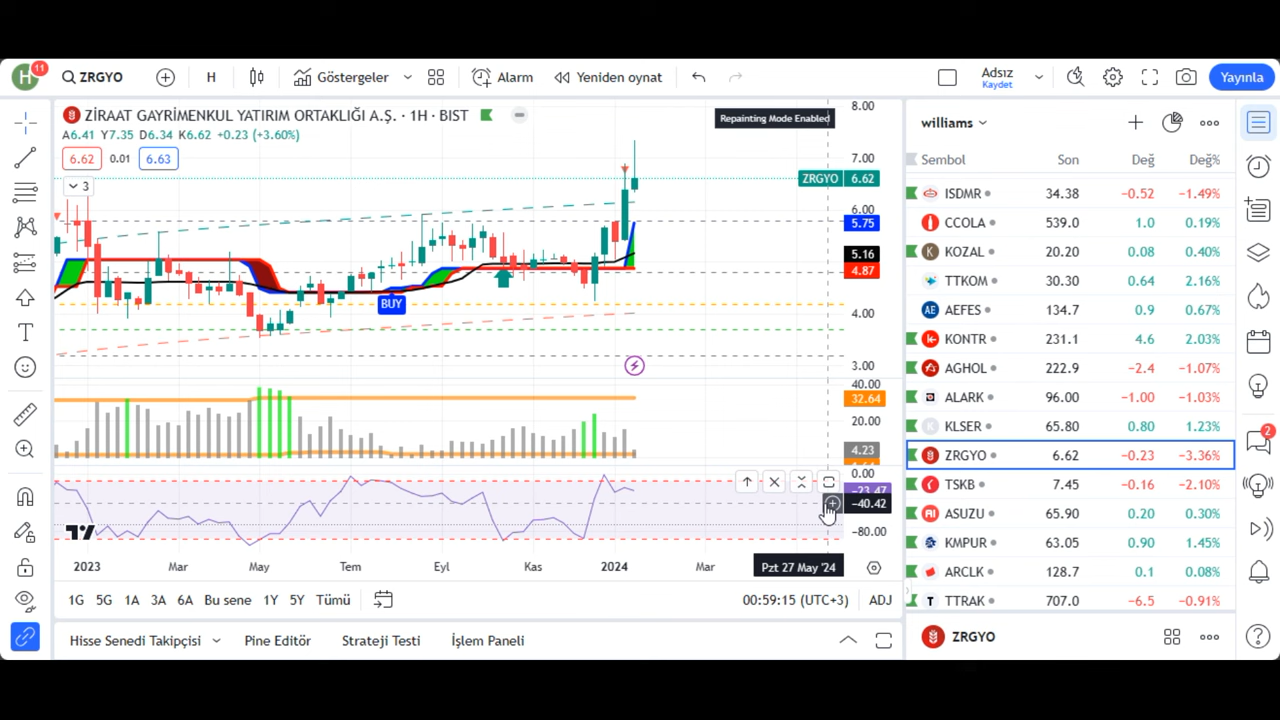 H 11 ZRGYO H Göstergeler Alarm Yeniden oynat Adsız Kaydet Yayınla
ZİRAAT GAYRİMENKUL YATIRIM ORTAKLIĞI A.Ş. · 1H · BIST
A6.41 Y7.35 D6.34 K6.62 +0.23 (+3.60%)
6.62 0.01 6.63
3
Repainting Mode Enabled
BUY
8.00
7.00
ZRGYO 6.62
6.00
5.75
5.16
4.87
4.00
3.00
40.00
32.64
20.00
4.23
0.00
−23.47
−40.42
−80.00
2023 Mar May Tem Eyl Kas 2024 Mar Pzt 27 May '24
1G 5G 1A 3A 6A Bu sene 1Y 5Y Tümü 00:59:15 (UTC+3) ADJ
Hisse Senedi Takipçisi Pine Editör Strateji Testi İşlem Paneli
williams
Sembol Son Değ Değ%
ISDMR 34.38 −0.52 −1.49%
CCOLA 539.0 1.0 0.19%
KOZAL 20.20 0.08 0.40%
TTKOM 30.30 0.64 2.16%
AE AEFES 134.7 0.9 0.67%
KONTR 231.1 4.6 2.03%
AGHOL 222.9 −2.4 −1.07%
ALARK 96.00 −1.00 −1.03%
K KLSER 65.80 0.80 1.23%
ZRGYO 6.62 −0.23 −3.36%
TSKB 7.45 −0.16 −2.10%
ASUZU 65.90 0.20 0.30%
KMPUR 63.05 0.90 1.45%
ARCLK 128.7 0.1 0.08%
T TTRAK 707.0 −6.5 −0.91%
ZRGYO
2